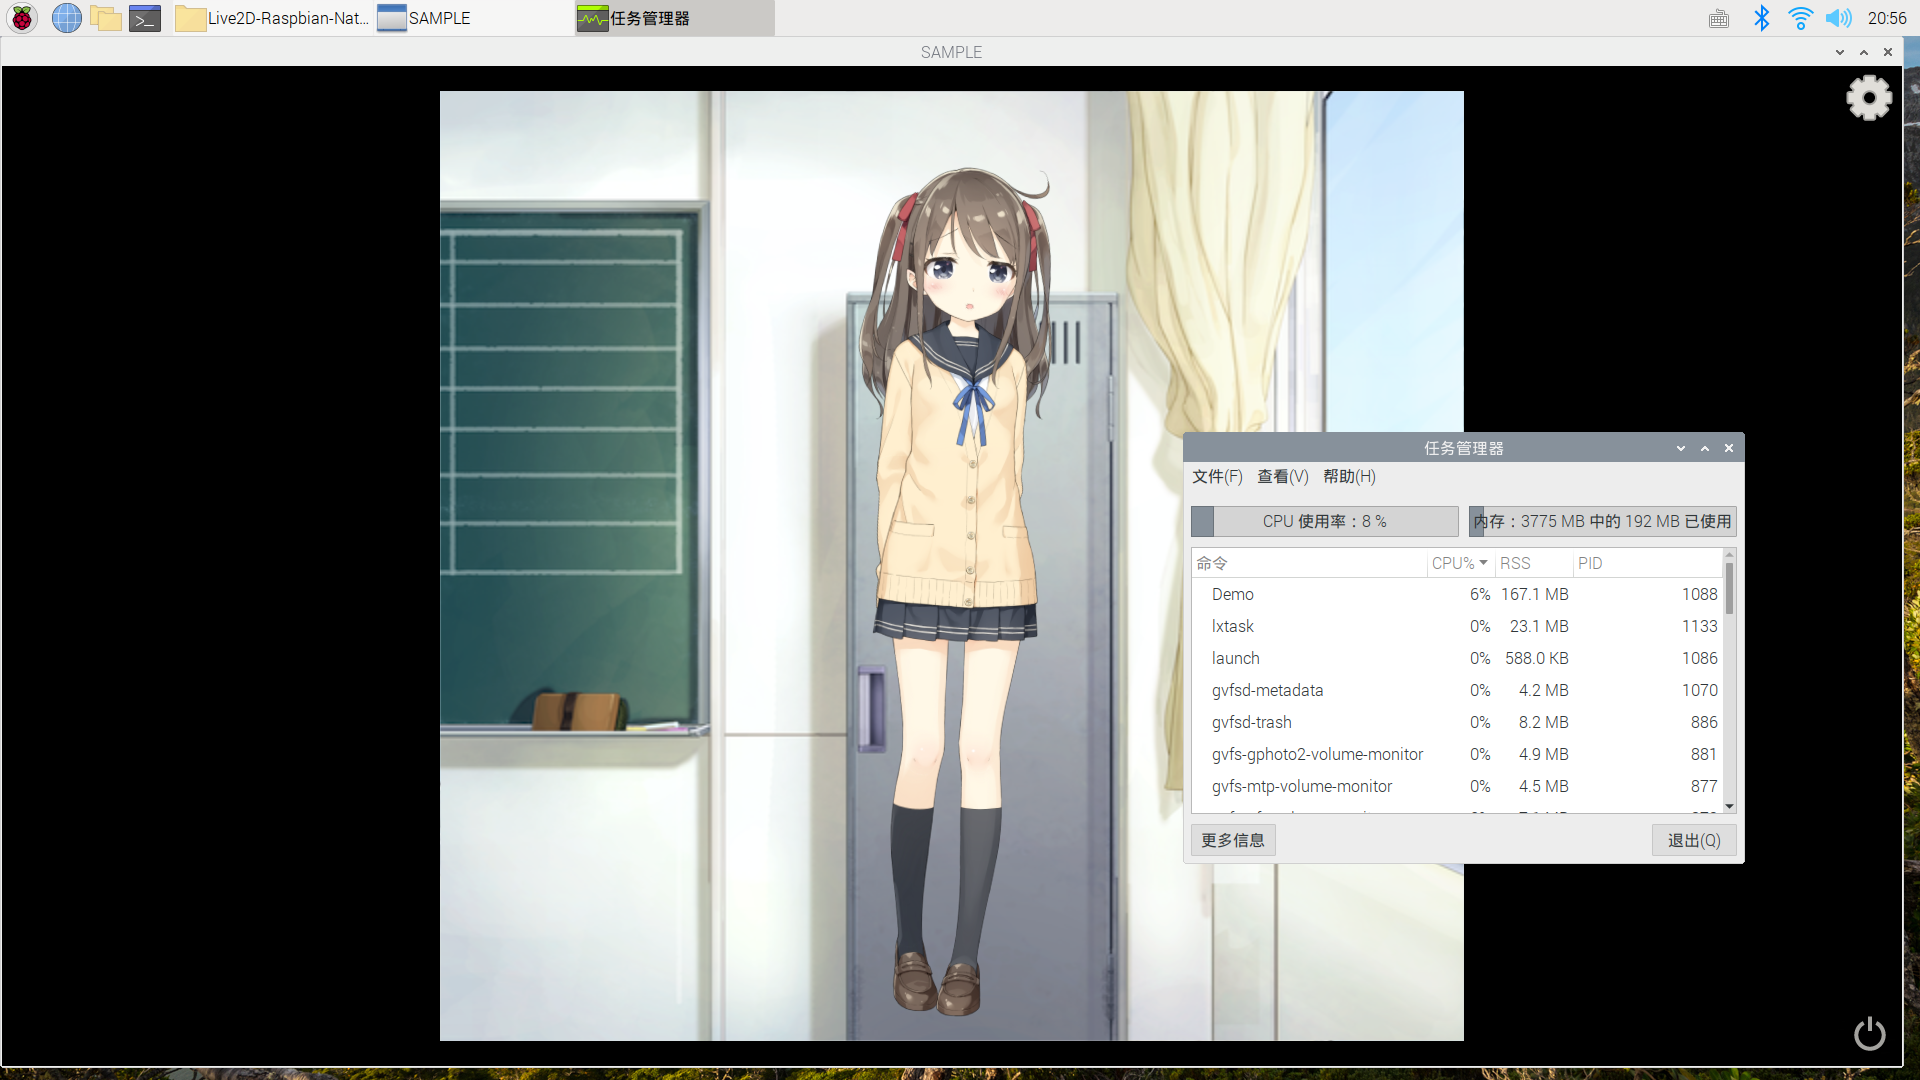 Live2D-Raspbian-Nat...
SAMPLE
任务管理器
20:56
SAMPLE
任务管理器
文件(F) 查看(V) 帮助(H)
CPU 使用率：8 %
内存：3775 MB 中的 192 MB 已使用
命令 CPU% RSS PID
Demo 6% 167.1 MB 1088
lxtask 0% 23.1 MB 1133
launch 0% 588.0 KB 1086
gvfsd-metadata 0% 4.2 MB 1070
gvfsd-trash 0% 8.2 MB 886
gvfs-gphoto2-volume-monitor 0% 4.9 MB 881
gvfs-mtp-volume-monitor 0% 4.5 MB 877
更多信息 退出(Q)